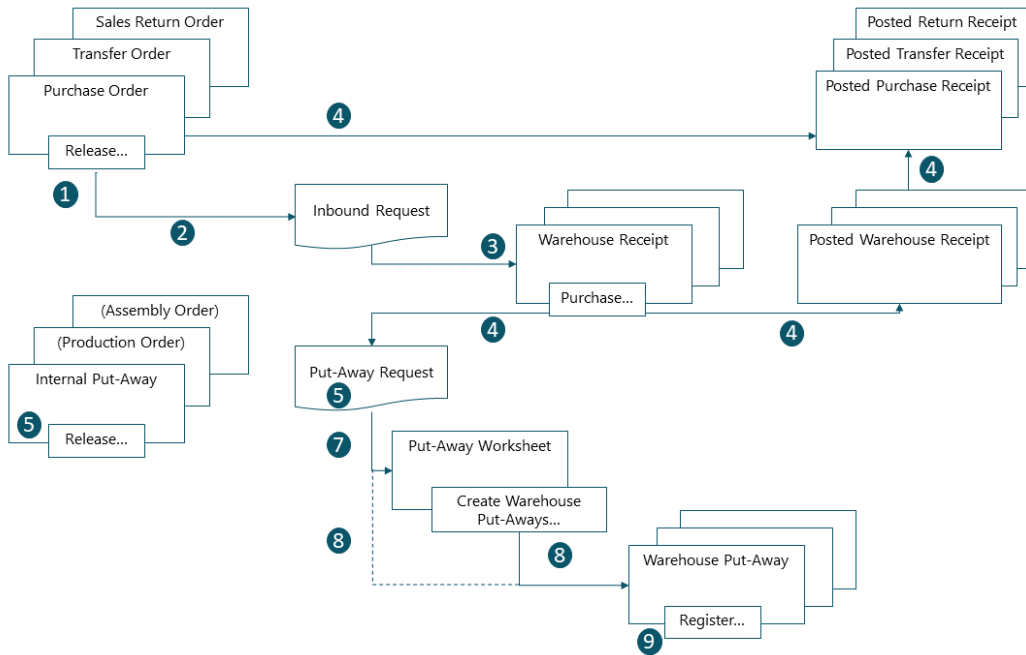 Sales Return Order
Transfer Order
Purchase Order
Release...
1
2
4
Posted Return Receipt
Posted Transfer Receipt
Posted Purchase Receipt
4
Inbound Request
3
Warehouse Receipt
Purchase...
Posted Warehouse Receipt
4
4
(Assembly Order)
(Production Order)
Internal Put-Away
5
Release...
Put-Away Request
5
7
Put-Away Worksheet
Create Warehouse
Put-Aways...
8
8
Warehouse Put-Away
Register...
9